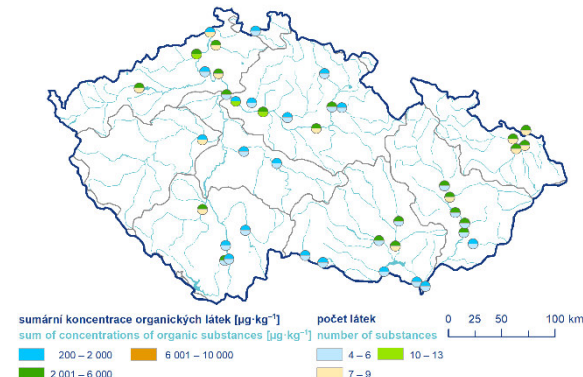 sumární koncentrace organických látek [µg·kg⁻¹] počet látek
sum of concentrations of organic substances [µg·kg⁻¹] number of substances
0 25 50 100 km
200 – 2 000 6 001 – 10 000 4 – 6 10 – 13
2 001 – 6 000 7 – 9